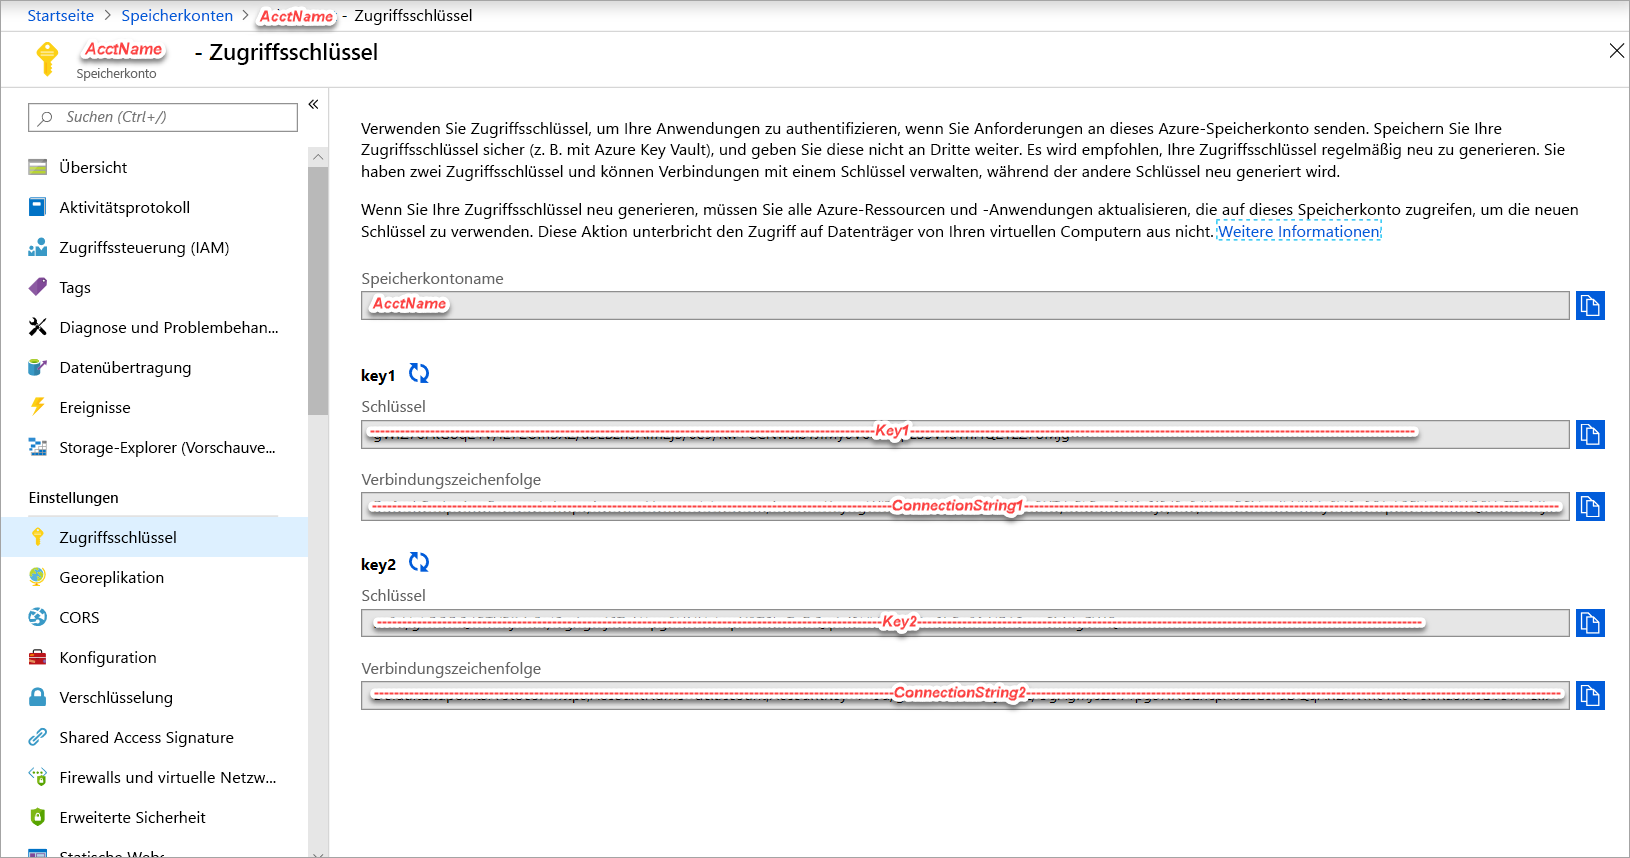 Startseite > Speicherkonten > AcctName - Zugriffsschlüssel
AcctName - Zugriffsschlüssel
Speicherkonto
Suchen (Ctrl+/)
Übersicht
Aktivitätsprotokoll
Zugriffssteuerung (IAM)
Tags
Diagnose und Problembehan...
Datenübertragung
Ereignisse
Storage-Explorer (Vorschauve...
Einstellungen
Zugriffsschlüssel
Georeplikation
CORS
Konfiguration
Verschlüsselung
Shared Access Signature
Firewalls und virtuelle Netzw...
Erweiterte Sicherheit
Verwenden Sie Zugriffsschlüssel, um Ihre Anwendungen zu authentifizieren, wenn Sie Anforderungen an dieses Azure-Speicherkonto senden. Speichern Sie Ihre
Zugriffsschlüssel sicher (z. B. mit Azure Key Vault), und geben Sie diese nicht an Dritte weiter. Es wird empfohlen, Ihre Zugriffsschlüssel regelmäßig neu zu generieren. Sie
haben zwei Zugriffsschlüssel und können Verbindungen mit einem Schlüssel verwalten, während der andere Schlüssel neu generiert wird.
Wenn Sie Ihre Zugriffsschlüssel neu generieren, müssen Sie alle Azure-Ressourcen und -Anwendungen aktualisieren, die auf dieses Speicherkonto zugreifen, um die neuen
Schlüssel zu verwenden. Diese Aktion unterbricht den Zugriff auf Datenträger von Ihren virtuellen Computern aus nicht. Weitere Informationen
Speicherkontoname
AcctName
key1
Schlüssel
Key1
Verbindungszeichenfolge
ConnectionString1
key2
Schlüssel
Key2
Verbindungszeichenfolge
ConnectionString2